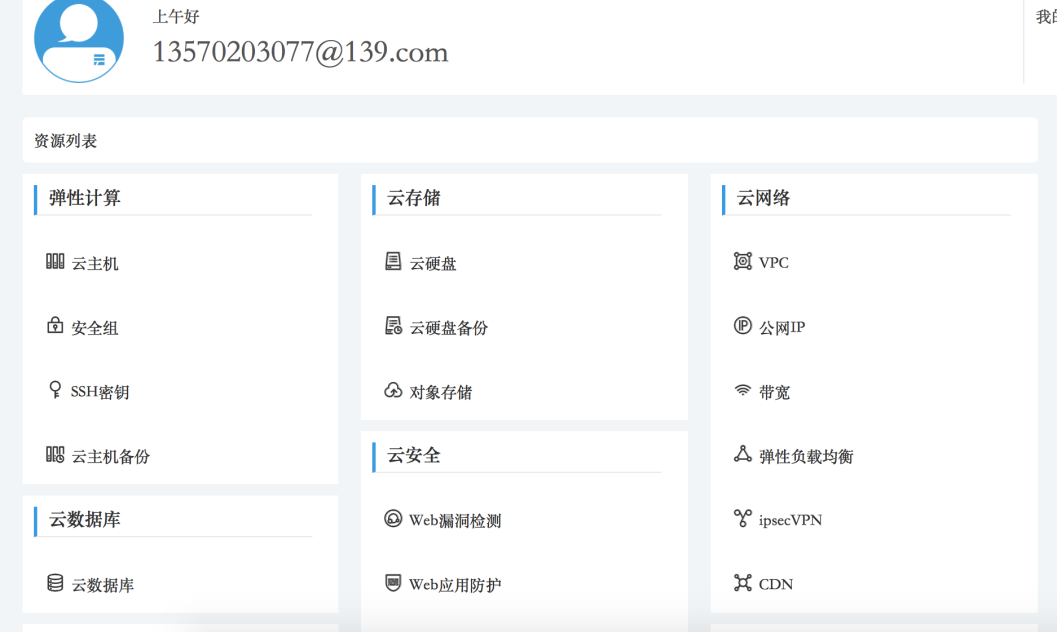 上午好
我的
13570203077@139.com
资源列表
弹性计算
云主机
安全组
SSH密钥
云主机备份
云数据库
云数据库
云存储
云硬盘
云硬盘备份
对象存储
云安全
Web漏洞检测
Web应用防护
云网络
VPC
公网IP
带宽
弹性负载均衡
ipsecVPN
CDN